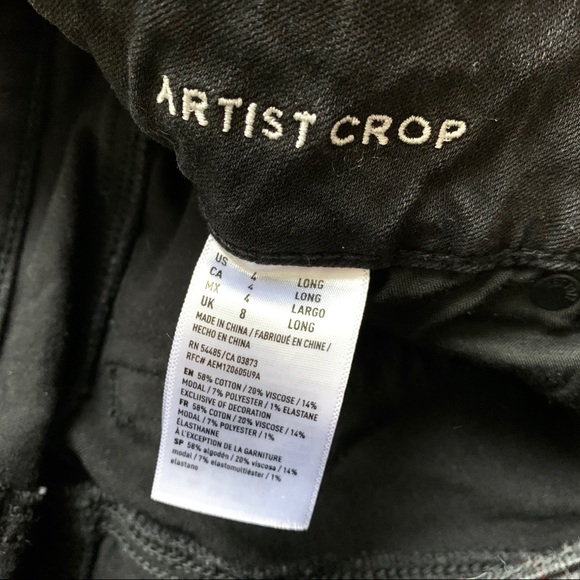 ARTIST CROP
US 4 LONG
CA 4 LONG
MX 4 LARGO
UK 8 LONG
MADE IN CHINA / FABRIQUÉ EN CHINE /
HECHO EN CHINA
RN 54485/CA 03873
RFC# AEM120605U9A
EN 58% COTTON / 20% VISCOSE / 14%
MODAL / 7% POLYESTER / 1% ELASTANE
EXCLUSIVE OF DECORATION
FR 58% COTON / 20% VISCOSE / 14%
MODAL / 7% POLYESTER / 1%
ÉLASTHANNE
À L'EXCEPTION DE LA GARNITURE
SP 58% algodón / 20% viscosa / 14%
modal / 7% elastomultiéster / 1%
elastano